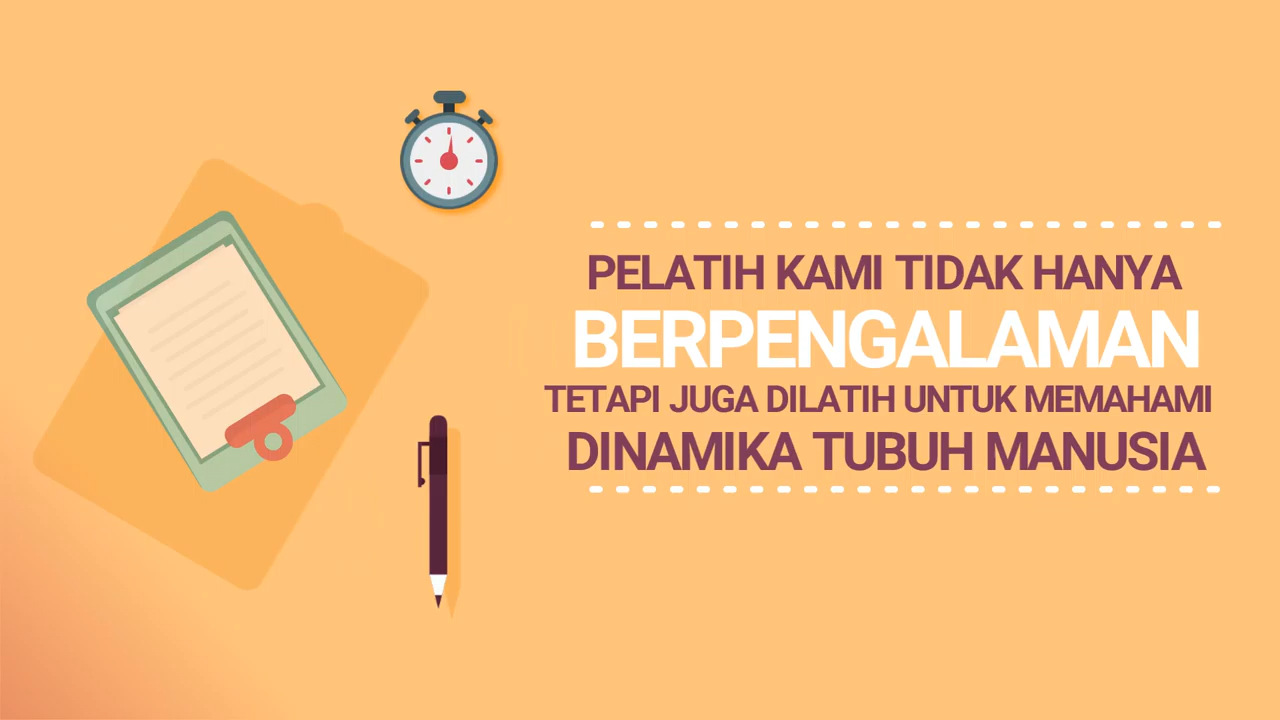 PELATIH KAMI TIDAK HANYA
BERPENGALAMAN
TETAPI JUGA DILATIH UNTUK MEMAHAMI
DINAMIKA TUBUH MANUSIA